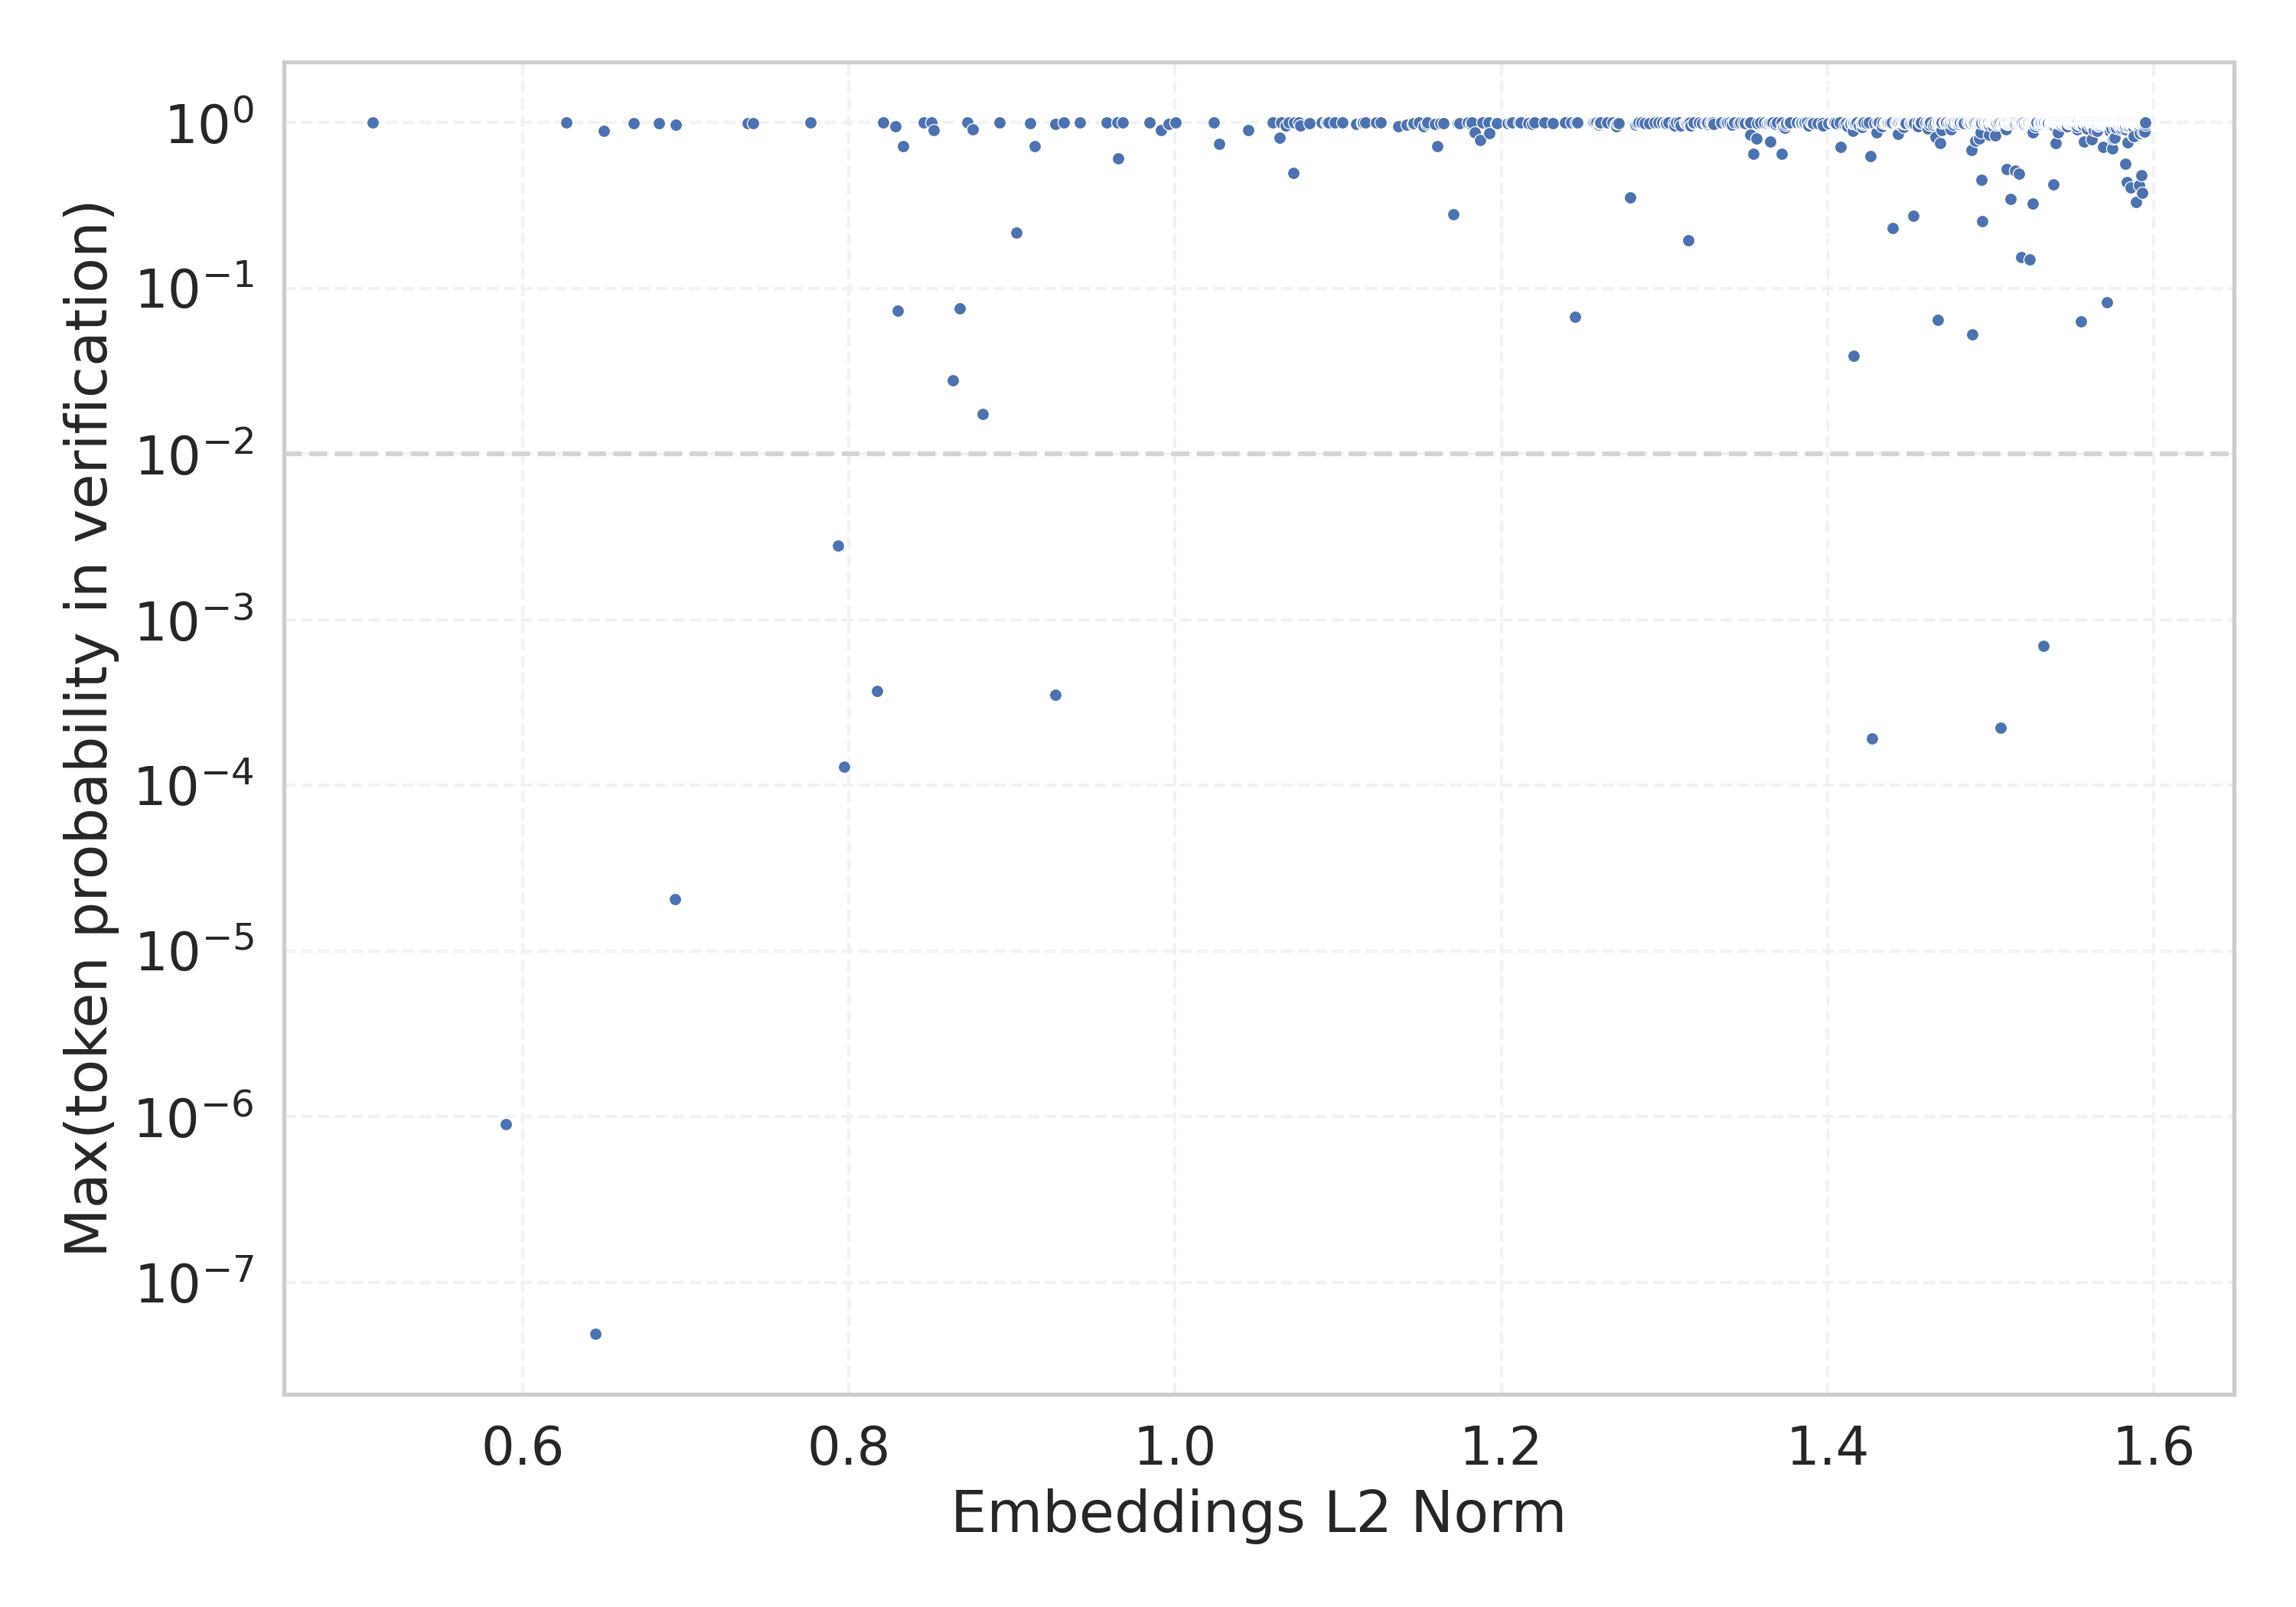 Max(token probability in verification)
10⁰
10⁻¹
10⁻²
10⁻³
10⁻⁴
10⁻⁵
10⁻⁶
10⁻⁷
0.6 0.8 1.0 1.2 1.4 1.6
Embeddings L2 Norm